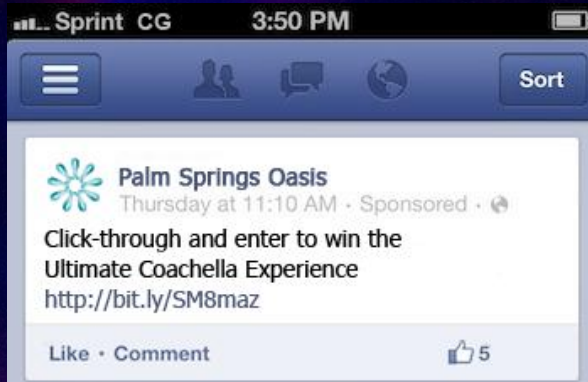 Sprint CG 3:50 PM
Sort
Palm Springs Oasis
Thursday at 11:10 AM · Sponsored ·
Click-through and enter to win the
Ultimate Coachella Experience
http://bit.ly/SM8maz
Like · Comment 5